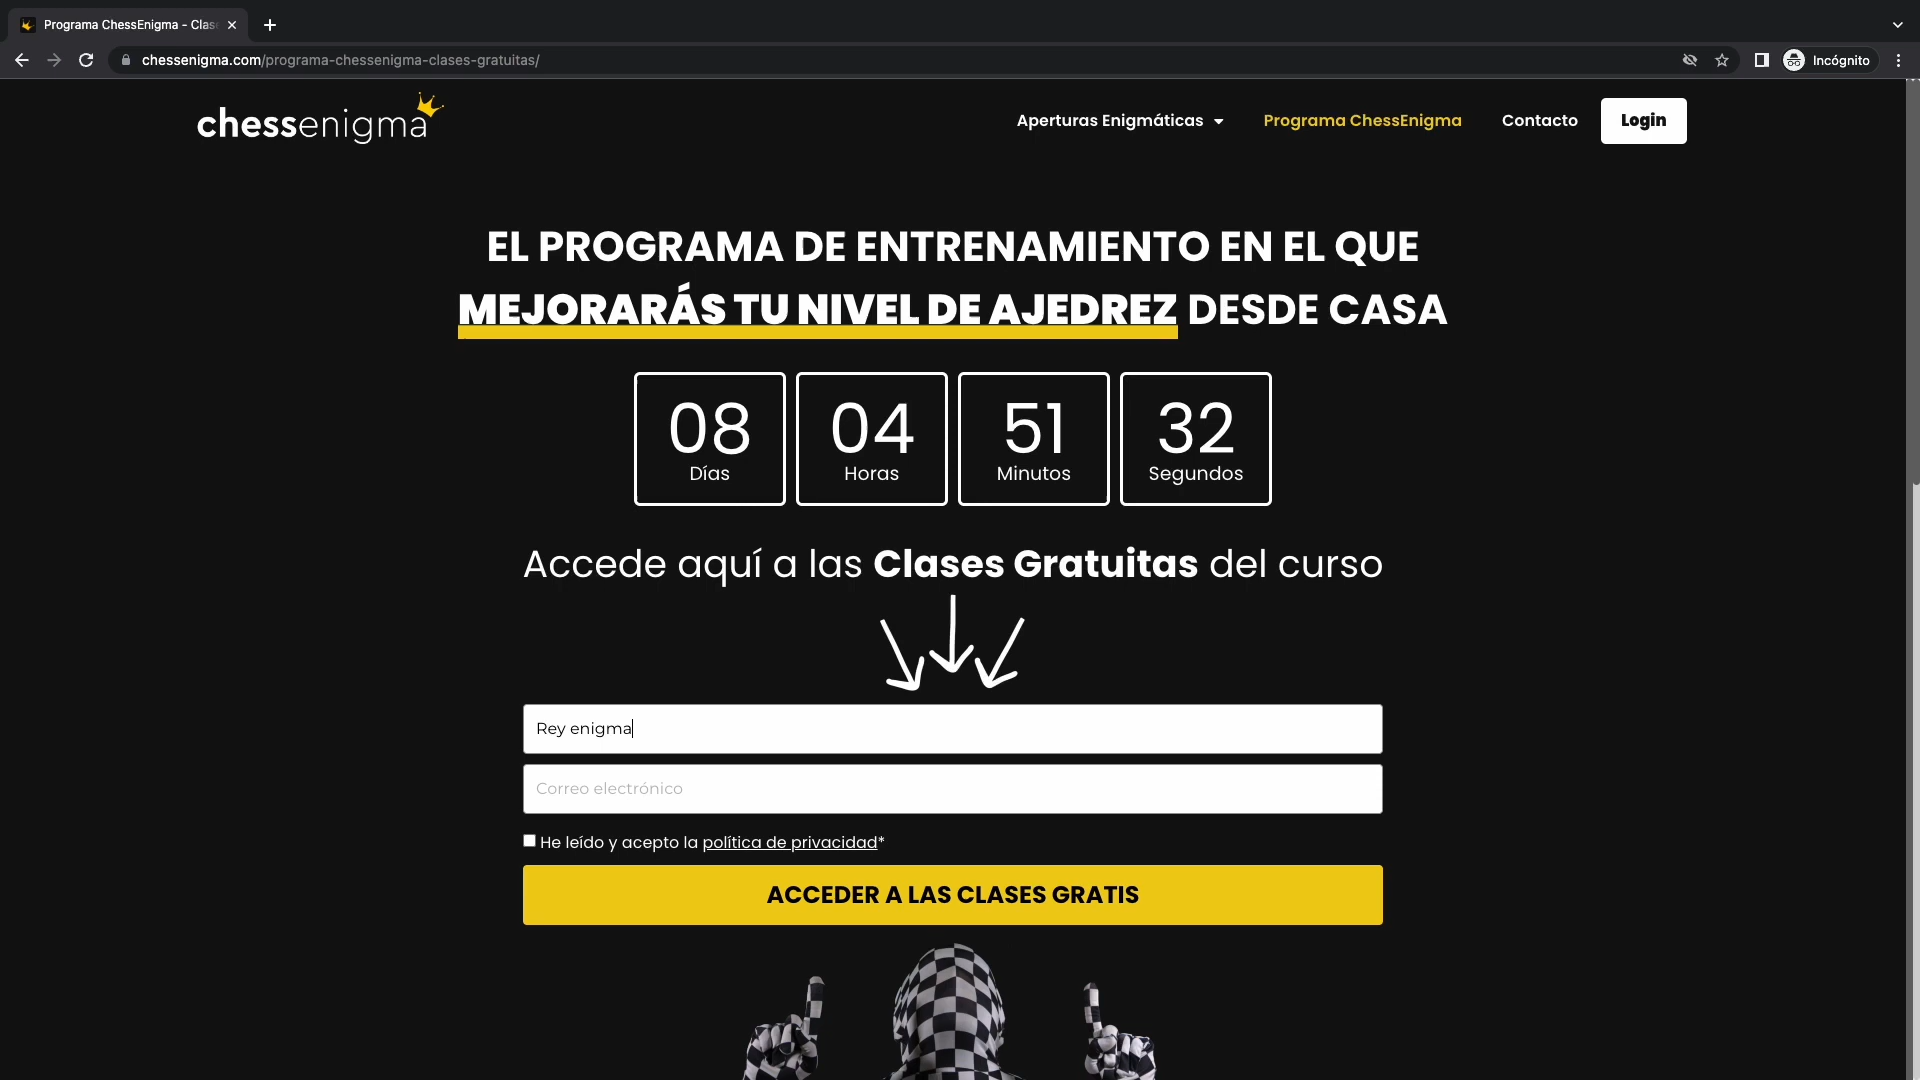 Programa ChessEnigma - Clas
chessenigma.com/programa-chessenigma-clases-gratuitas/
Incógnito
chessenigma
Aperturas Enigmáticas
Programa ChessEnigma
Contacto
Login
EL PROGRAMA DE ENTRENAMIENTO EN EL QUE
MEJORARÁS TU NIVEL DE AJEDREZ DESDE CASA
08 04 51 32
Días Horas Minutos Segundos
Accede aquí a las Clases Gratuitas del curso
Rey enigma
Correo electrónico
He leído y acepto la política de privacidad*
ACCEDER A LAS CLASES GRATIS